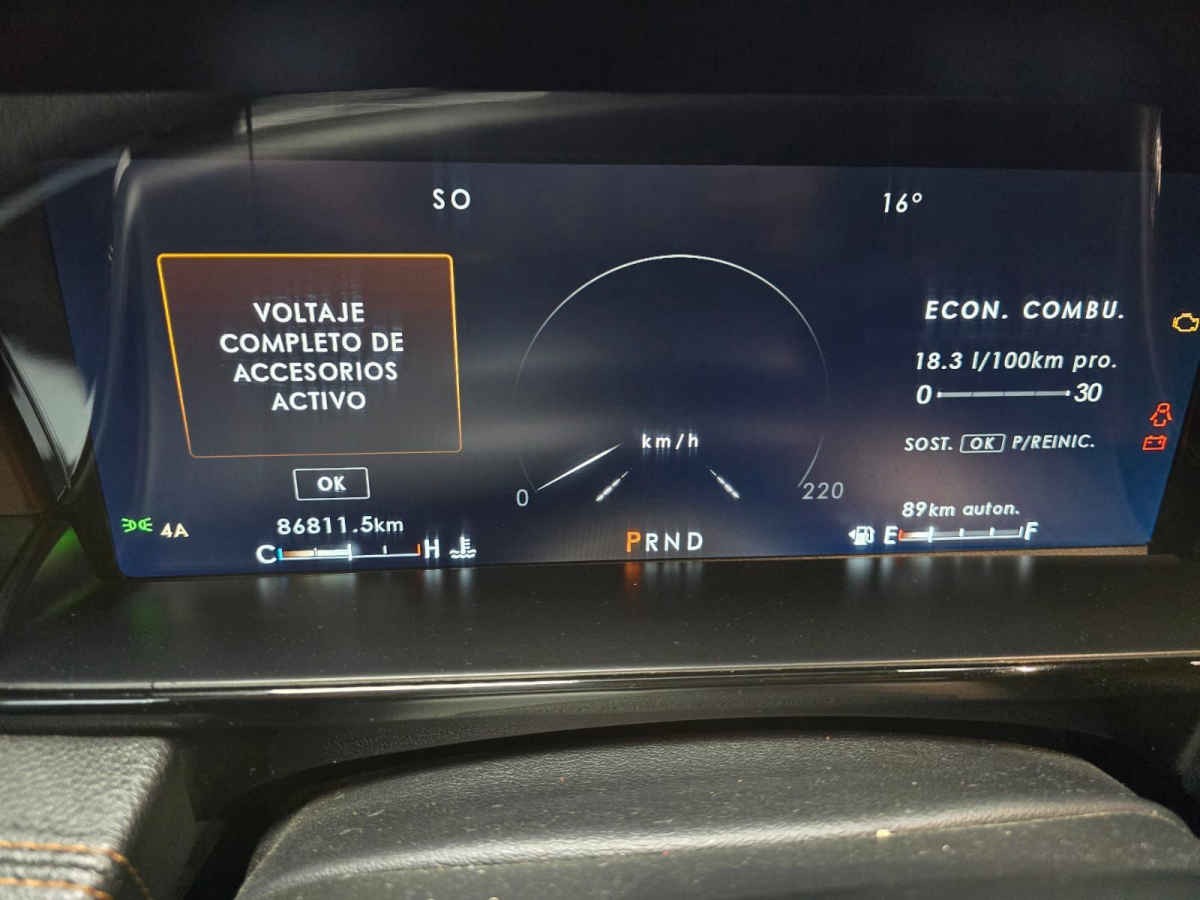 SO
16°
VOLTAJE
COMPLETO DE
ACCESORIOS
ACTIVO
OK
4A
86811.5km
C H
km/h
0 220
PRND
ECON. COMBU.
18.3 l/100km pro.
0 30
SOST. OK P/REINIC.
89km auton.
E F